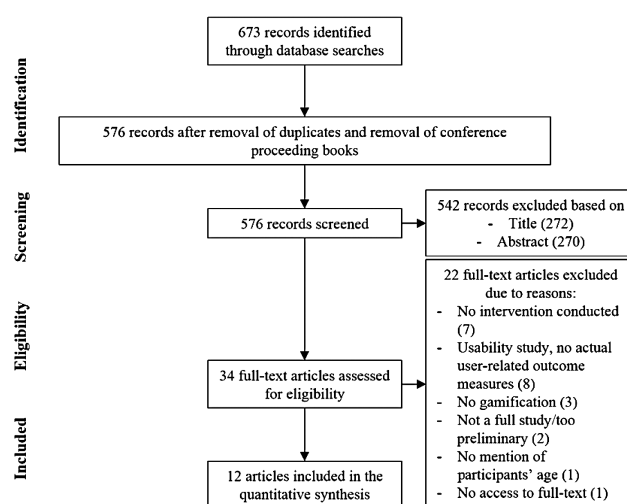 673 records identified
through database searches
Identification
576 records after removal of duplicates and removal of conference
proceeding books
Screening
576 records screened
542 records excluded based on
- Title (272)
- Abstract (270)
Eligibility
34 full-text articles assessed
for eligibility
22 full-text articles excluded
due to reasons:
- No intervention conducted
(7)
- Usability study, no actual
user-related outcome
measures (8)
- No gamification (3)
- Not a full study/too
preliminary (2)
- No mention of
participants' age (1)
- No access to full-text (1)
Included
12 articles included in the
quantitative synthesis